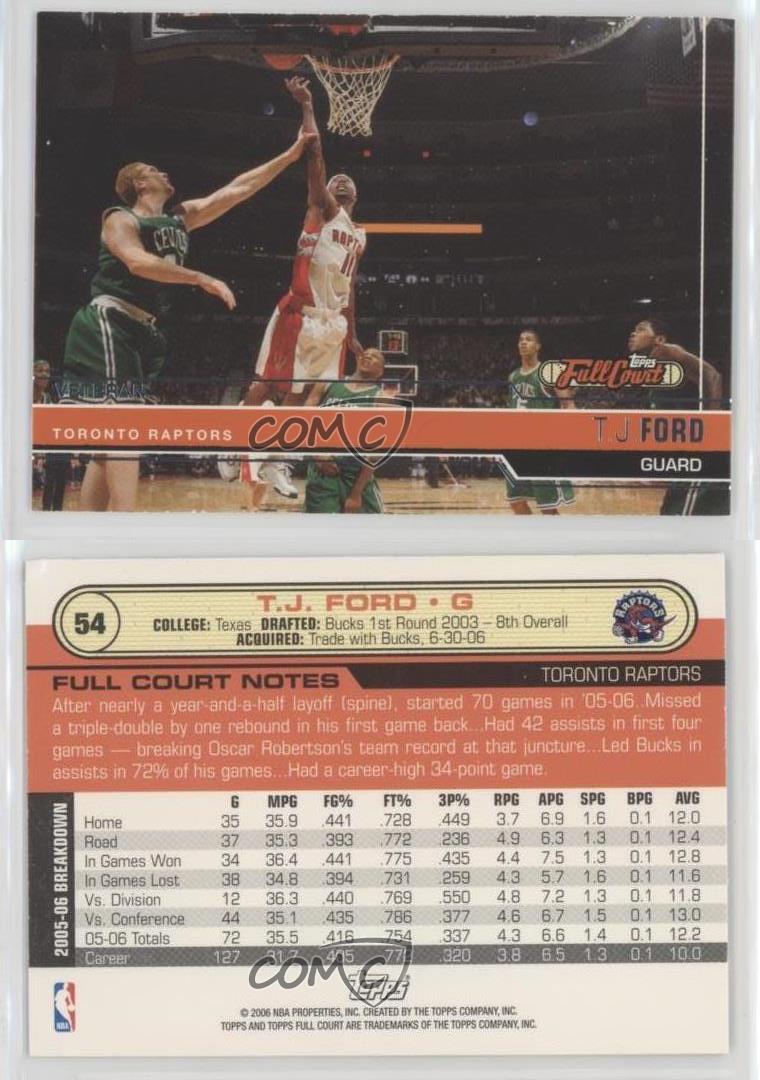 CELTICS
RAPTORS
11
VETERAN
Topps
Full Court
TORONTO RAPTORS
COMC
T.J. FORD
GUARD
54
T.J. FORD • G
COLLEGE: Texas DRAFTED: Bucks 1st Round 2003 – 8th Overall
ACQUIRED: Trade with Bucks, 6-30-06
RAPTORS
FULL COURT NOTES
TORONTO RAPTORS
After nearly a year-and-a-half layoff (spine), started 70 games in '05-06...Missed
a triple-double by one rebound in his first game back...Had 42 assists in first four
games — breaking Oscar Robertson's team record at that juncture...Led Bucks in
assists in 72% of his games...Had a career-high 34-point game.
2005-06 BREAKDOWN
G MPG FG% FT% 3P% RPG APG SPG BPG AVG
Home 35 35.9 .441 .728 .449 3.7 6.9 1.6 0.1 12.0
Road 37 35.3 .393 .772 .236 4.9 6.3 1.3 0.1 12.4
In Games Won 34 36.4 .441 .775 .435 4.4 7.5 1.3 0.1 12.8
In Games Lost 38 34.8 .394 .731 .259 4.3 5.7 1.6 0.1 11.6
Vs. Division 12 36.3 .440 .769 .550 4.8 7.2 1.3 0.1 11.8
Vs. Conference 44 35.1 .435 .786 .377 4.6 6.7 1.5 0.1 13.0
05-06 Totals 72 35.5 .416 .754 .337 4.3 6.6 1.4 0.1 12.2
Career 127 31.7 .320 3.8 6.5 1.3 0.1 10.0
COMC
Topps
NBA
© 2006 NBA PROPERTIES, INC. CREATED BY THE TOPPS COMPANY, INC.
TOPPS AND TOPPS FULL COURT ARE TRADEMARKS OF THE TOPPS COMPANY, INC.